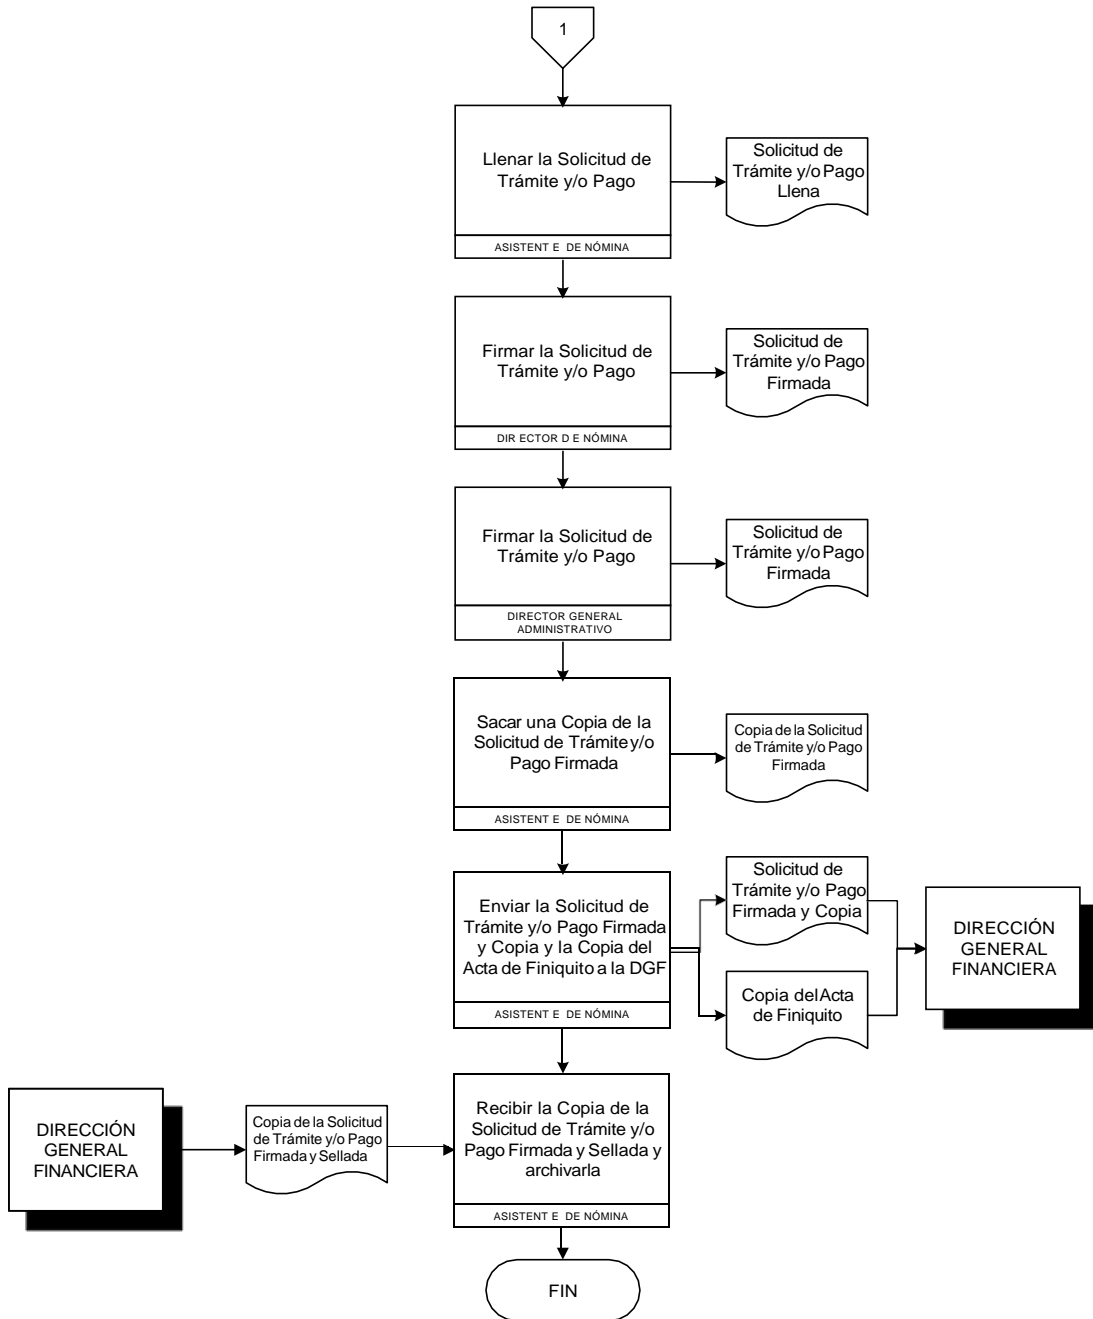 1
Llenar la Solicitud de
Trámite y/o Pago
ASISTENT E DE NÓMINA
Solicitud de
Trámite y/o Pago
Llena
Firmar la Solicitud de
Trámite y/o Pago
DIR ECTOR D E NÓMINA
Solicitud de
Trámite y/o Pago
Firmada
Firmar la Solicitud de
Trámite y/o Pago
DIRECTOR GENERAL
ADMINISTRATIVO
Solicitud de
Trámite y/o Pago
Firmada
Sacar una Copia de la
Solicitud de Trámite y/o
Pago Firmada
ASISTENT E DE NÓMINA
Copia de la Solicitud
de Trámite y/o Pago
Firmada
Enviar la Solicitud de
Trámite y/o Pago Firmada
y Copia y la Copia del
Acta de Finiquito a la DGF
ASISTENT E DE NÓMINA
Solicitud de
Trámite y/o Pago
Firmada y Copia
Copia del Acta
de Finiquito
DIRECCIÓN
GENERAL
FINANCIERA
DIRECCIÓN
GENERAL
FINANCIERA
Copia de la Solicitud
de Trámite y/o Pago
Firmada y Sellada
Recibir la Copia de la
Solicitud de Trámite y/o
Pago Firmada y Sellada y
archivarla
ASISTENT E DE NÓMINA
FIN